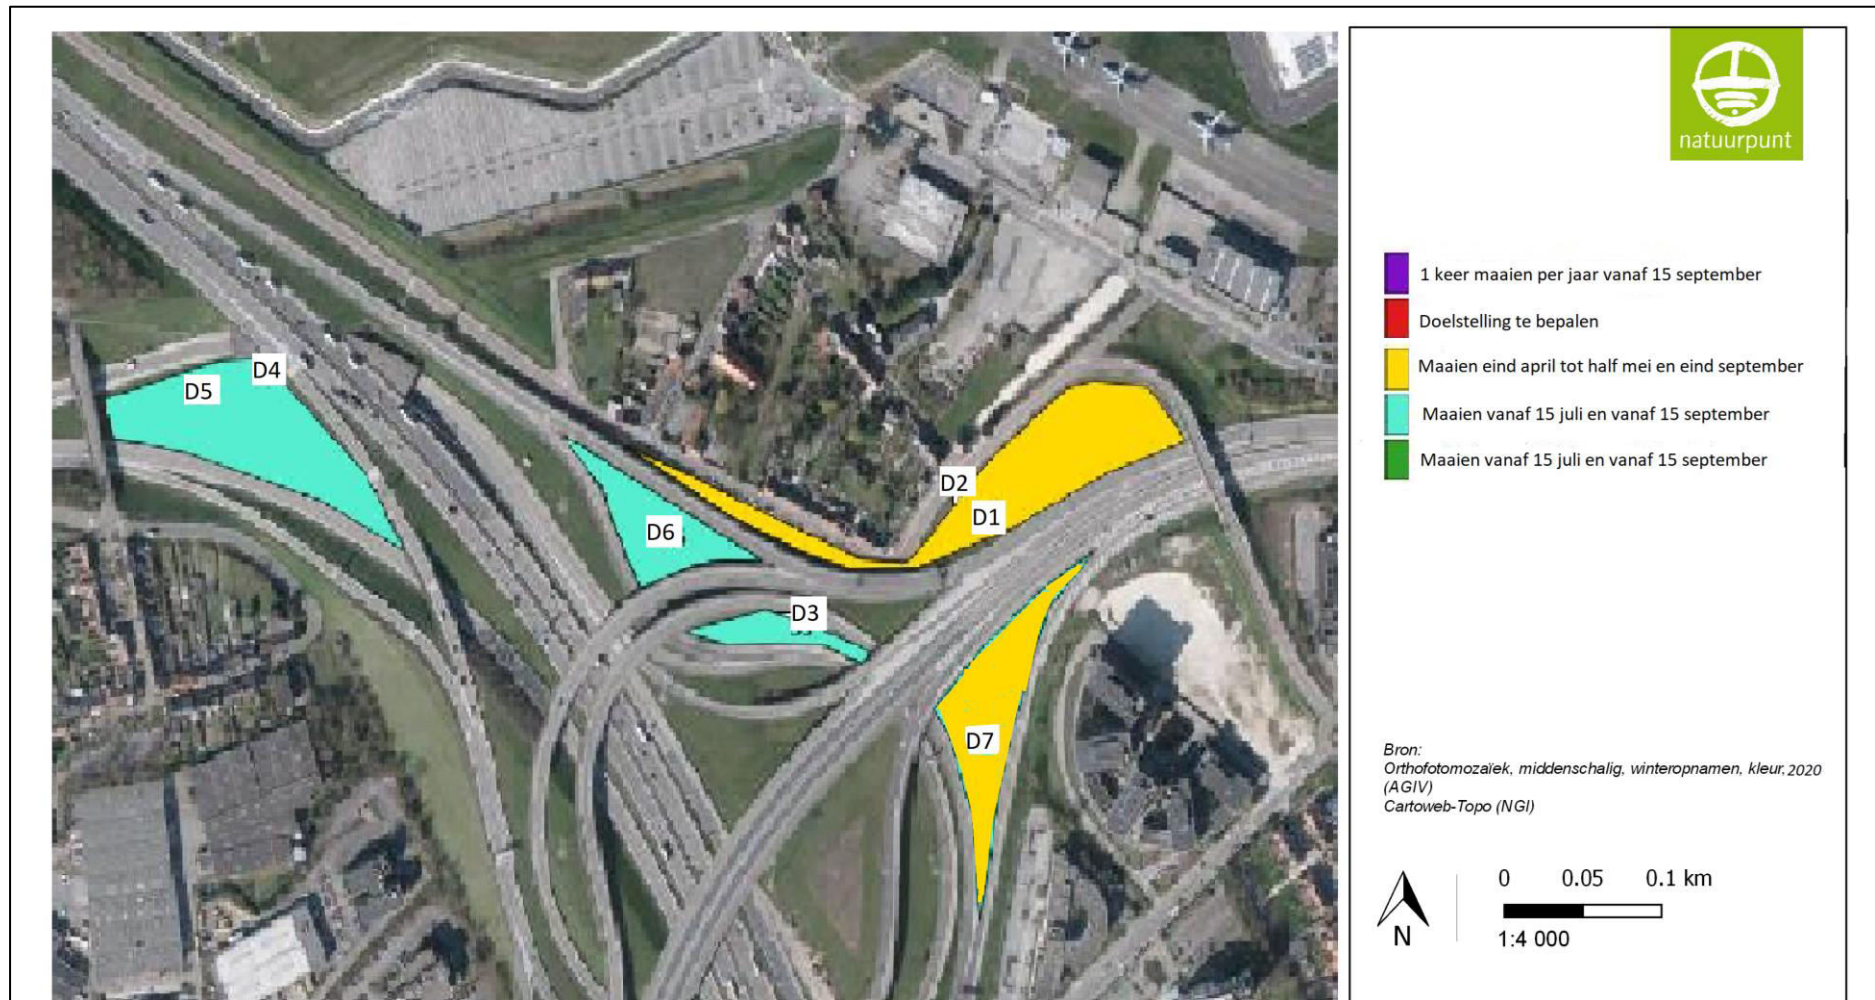 natuurpunt
1 keer maaien per jaar vanaf 15 september
Doelstelling te bepalen
Maaien eind april tot half mei en eind september
Maaien vanaf 15 juli en vanaf 15 september
Maaien vanaf 15 juli en vanaf 15 september
D4
D5
D2
D1
D6
D3
D7
Bron:
Orthofotomozaïek, middenschalig, winteropnamen, kleur, 2020
(AGIV)
Cartoweb-Topo (NGI)
0 0.05 0.1 km
1:4 000
N